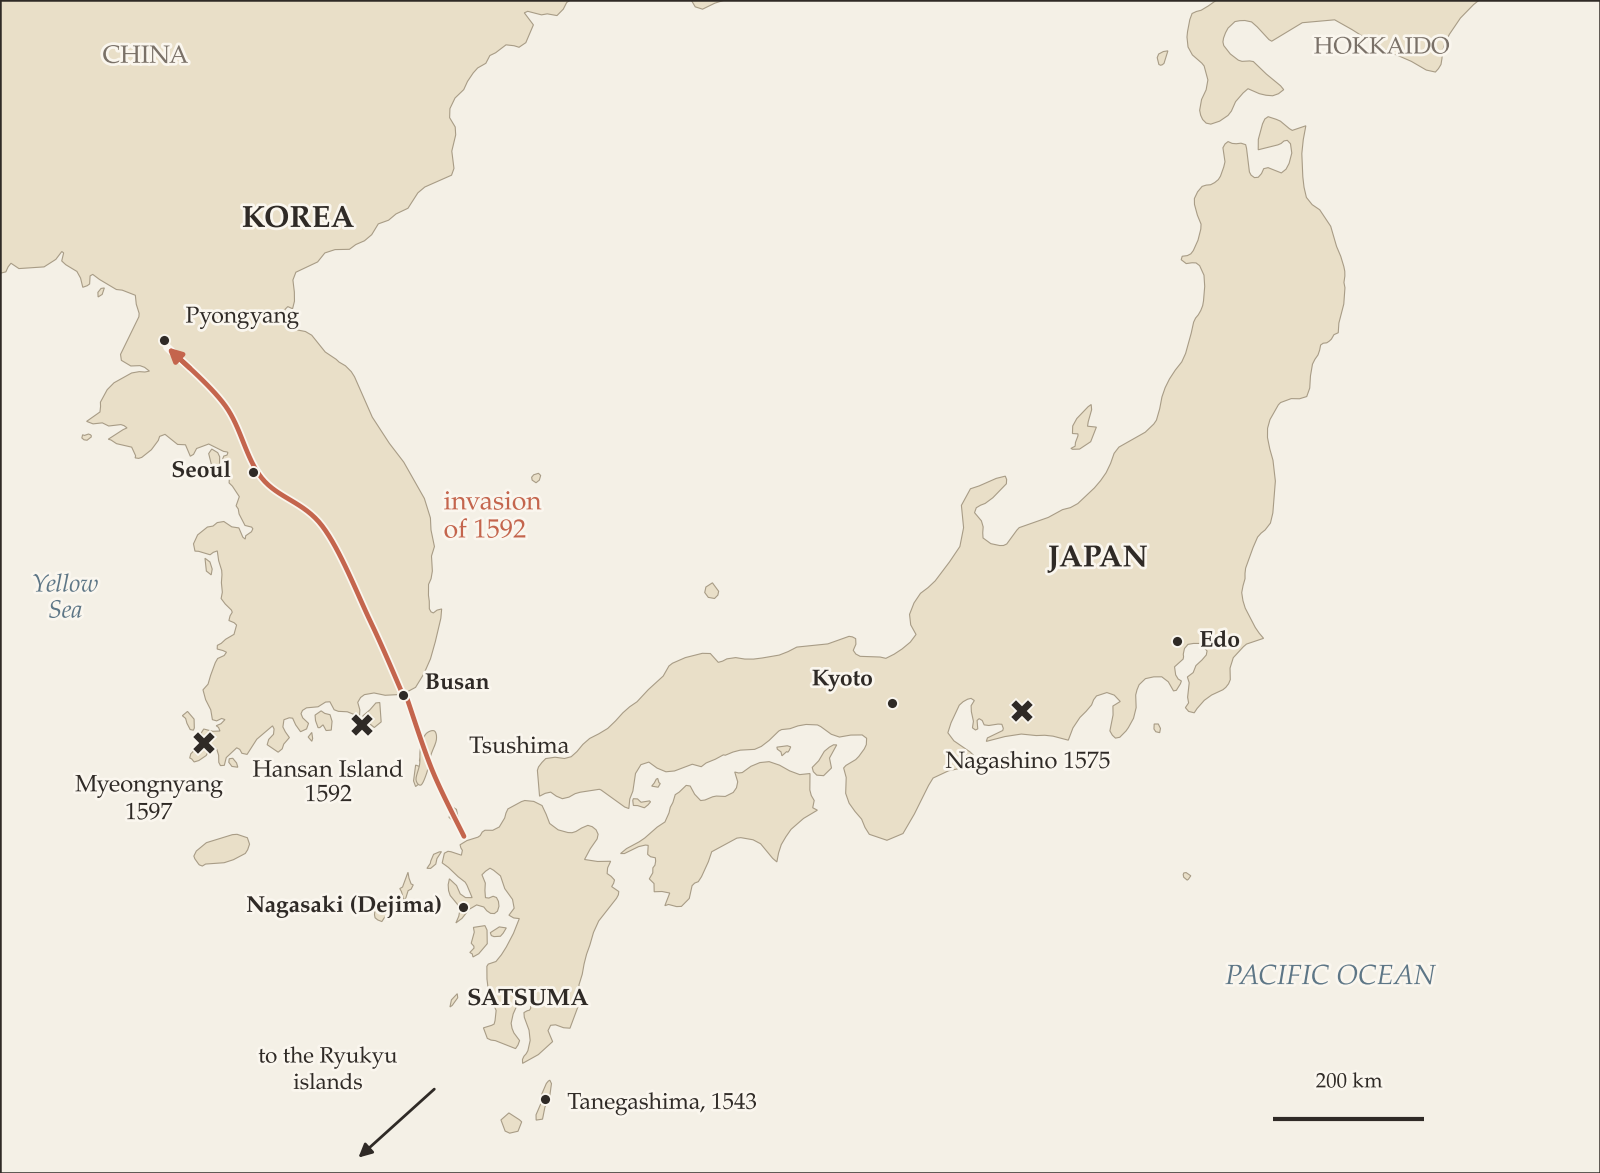 CHINA
HOKKAIDO
KOREA
Pyongyang
Seoul
invasion
of 1592
JAPAN
Yellow
Sea
Edo
Kyoto
Busan
Tsushima
Nagashino 1575
Hansan Island
1592
Myeongnyang
1597
Nagasaki (Dejima)
PACIFIC OCEAN
SATSUMA
to the Ryukyu
islands
200 km
Tanegashima, 1543